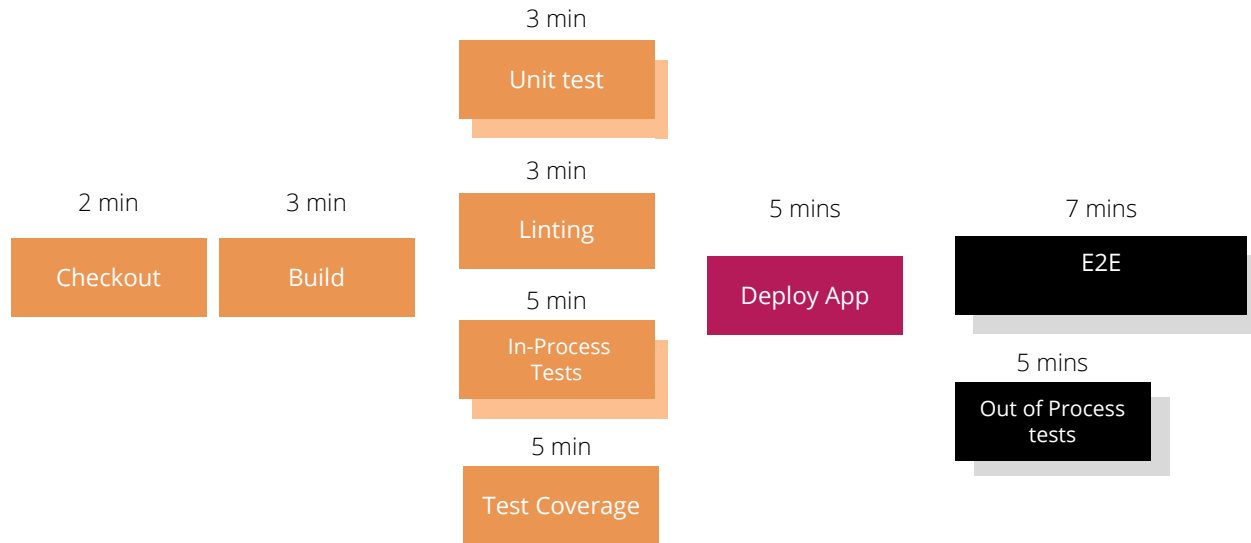 2 min
Checkout
3 min
Build
3 min
Unit test
3 min
Linting
5 min
In-Process
Tests
5 min
Test Coverage
5 mins
Deploy App
7 mins
E2E
5 mins
Out of Process
tests